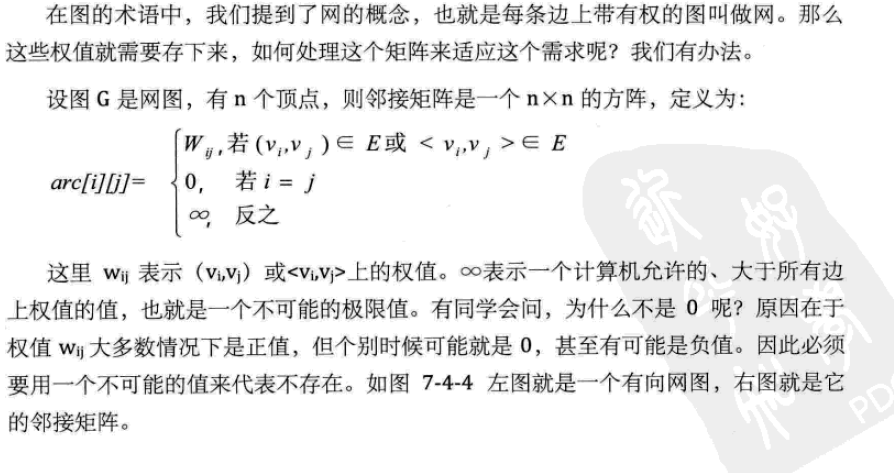 在图的术语中，我们提到了网的概念，也就是每条边上带有权的图叫做网。那么
这些权值就需要存下来，如何处理这个矩阵来适应这个需求呢？我们有办法。
设图 G 是网图，有 n 个顶点，则邻接矩阵是一个 n×n 的方阵，定义为：
W_{ij}, 若 (v_i,v_j) ∈ E或 < v_i,v_j > ∈ E
arc[i][j]= { 0, 若 i = j
∞, 反之
这里 w_{ij} 表示（v_i,v_j）或<v_i,v_j>上的权值。∞表示一个计算机允许的、大于所有边
上权值的值，也就是一个不可能的极限值。有同学会问，为什么不是 0 呢？原因在于
权值 w_{ij} 大多数情况下是正值，但个别时候可能就是 0，甚至有可能是负值。因此必须
要用一个不可能的值来代表不存在。如图 7-4-4 左图就是一个有向网图，右图就是它
的邻接矩阵。
PD